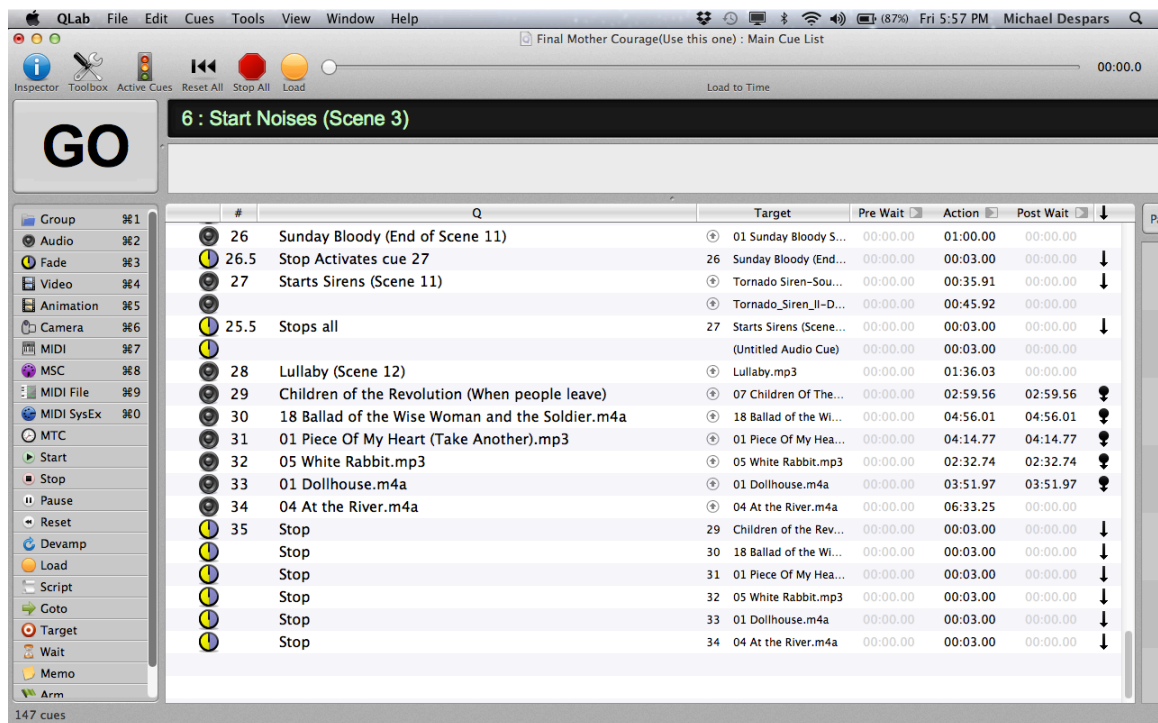 QLab File Edit Cues Tools View Window Help (87%) Fri 5:57 PM Michael Despars
Final Mother Courage(Use this one) : Main Cue List
00:00.0
Inspector Toolbox Active Cues Reset All Stop All Load Load to Time
GO
6 : Start Noises (Scene 3)
# Q Target Pre Wait Action Post Wait
Group ⌘1
Audio ⌘2
Fade ⌘3
Video ⌘4
Animation ⌘5
Camera ⌘6
MIDI ⌘7
MSC ⌘8
MIDI File ⌘9
MIDI SysEx ⌘0
MTC
Start
Stop
Pause
Reset
Devamp
Load
Script
Goto
Target
Wait
Memo
Arm
26 Sunday Bloody (End of Scene 11) 01 Sunday Bloody S... 00:00.00 01:00.00 00:00.00
26.5 Stop Activates cue 27 26 Sunday Bloody (End... 00:00.00 00:03.00 00:00.00
27 Starts Sirens (Scene 11) Tornado Siren-Sou... 00:00.00 00:35.91 00:00.00
Tornado_Siren_II-D... 00:00.00 00:45.92 00:00.00
25.5 Stops all 27 Starts Sirens (Scene... 00:00.00 00:03.00 00:00.00
(Untitled Audio Cue) 00:00.00 00:03.00 00:00.00
28 Lullaby (Scene 12) Lullaby.mp3 00:00.00 01:36.03 00:00.00
29 Children of the Revolution (When people leave) 07 Children Of The... 00:00.00 02:59.56 02:59.56
30 18 Ballad of the Wise Woman and the Soldier.m4a 18 Ballad of the Wi... 00:00.00 04:56.01 04:56.01
31 01 Piece Of My Heart (Take Another).mp3 01 Piece Of My Hea... 00:00.00 04:14.77 04:14.77
32 05 White Rabbit.mp3 05 White Rabbit.mp3 00:00.00 02:32.74 02:32.74
33 01 Dollhouse.m4a 01 Dollhouse.m4a 00:00.00 03:51.97 03:51.97
34 04 At the River.m4a 04 At the River.m4a 00:00.00 06:33.25 00:00.00
35 Stop 29 Children of the Rev... 00:00.00 00:03.00 00:00.00
Stop 30 18 Ballad of the Wi... 00:00.00 00:03.00 00:00.00
Stop 31 01 Piece Of My Hea... 00:00.00 00:03.00 00:00.00
Stop 32 05 White Rabbit.mp3 00:00.00 00:03.00 00:00.00
Stop 33 01 Dollhouse.m4a 00:00.00 00:03.00 00:00.00
Stop 34 04 At the River.m4a 00:00.00 00:03.00 00:00.00
147 cues